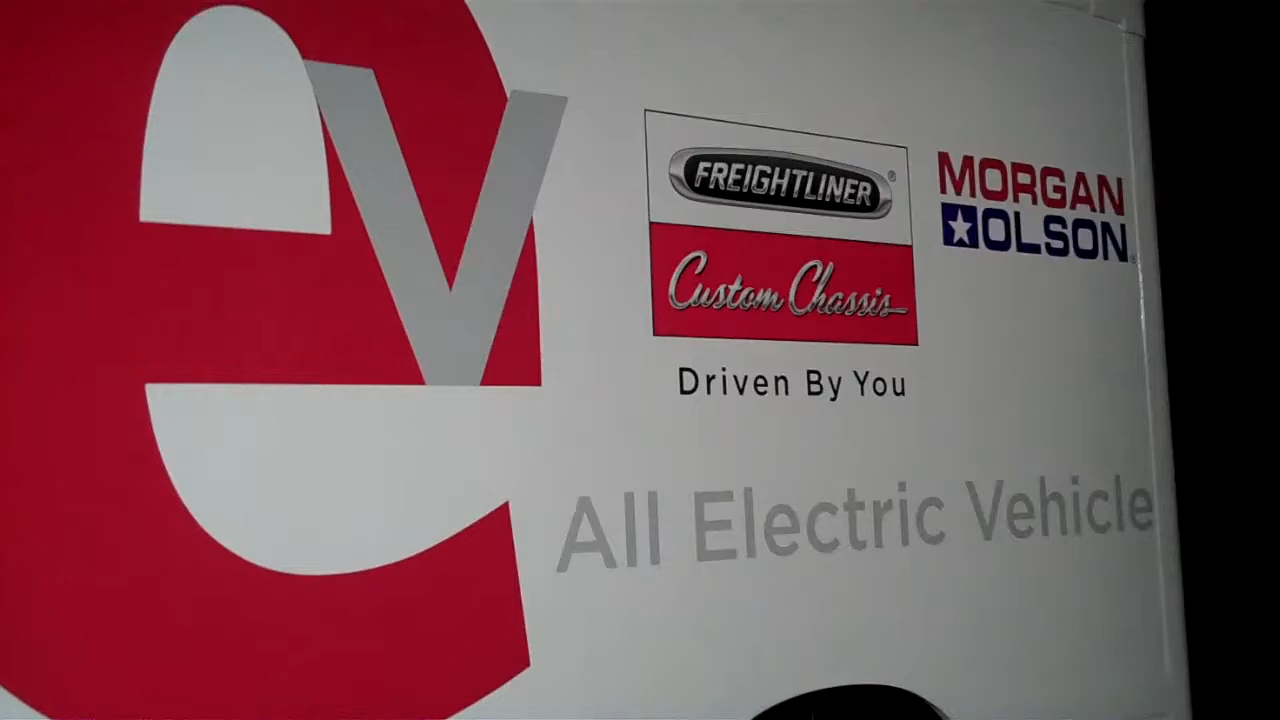 ev
FREIGHTLINER®
Custom Chassis
Driven By You
MORGAN
OLSON
All Electric Vehicle